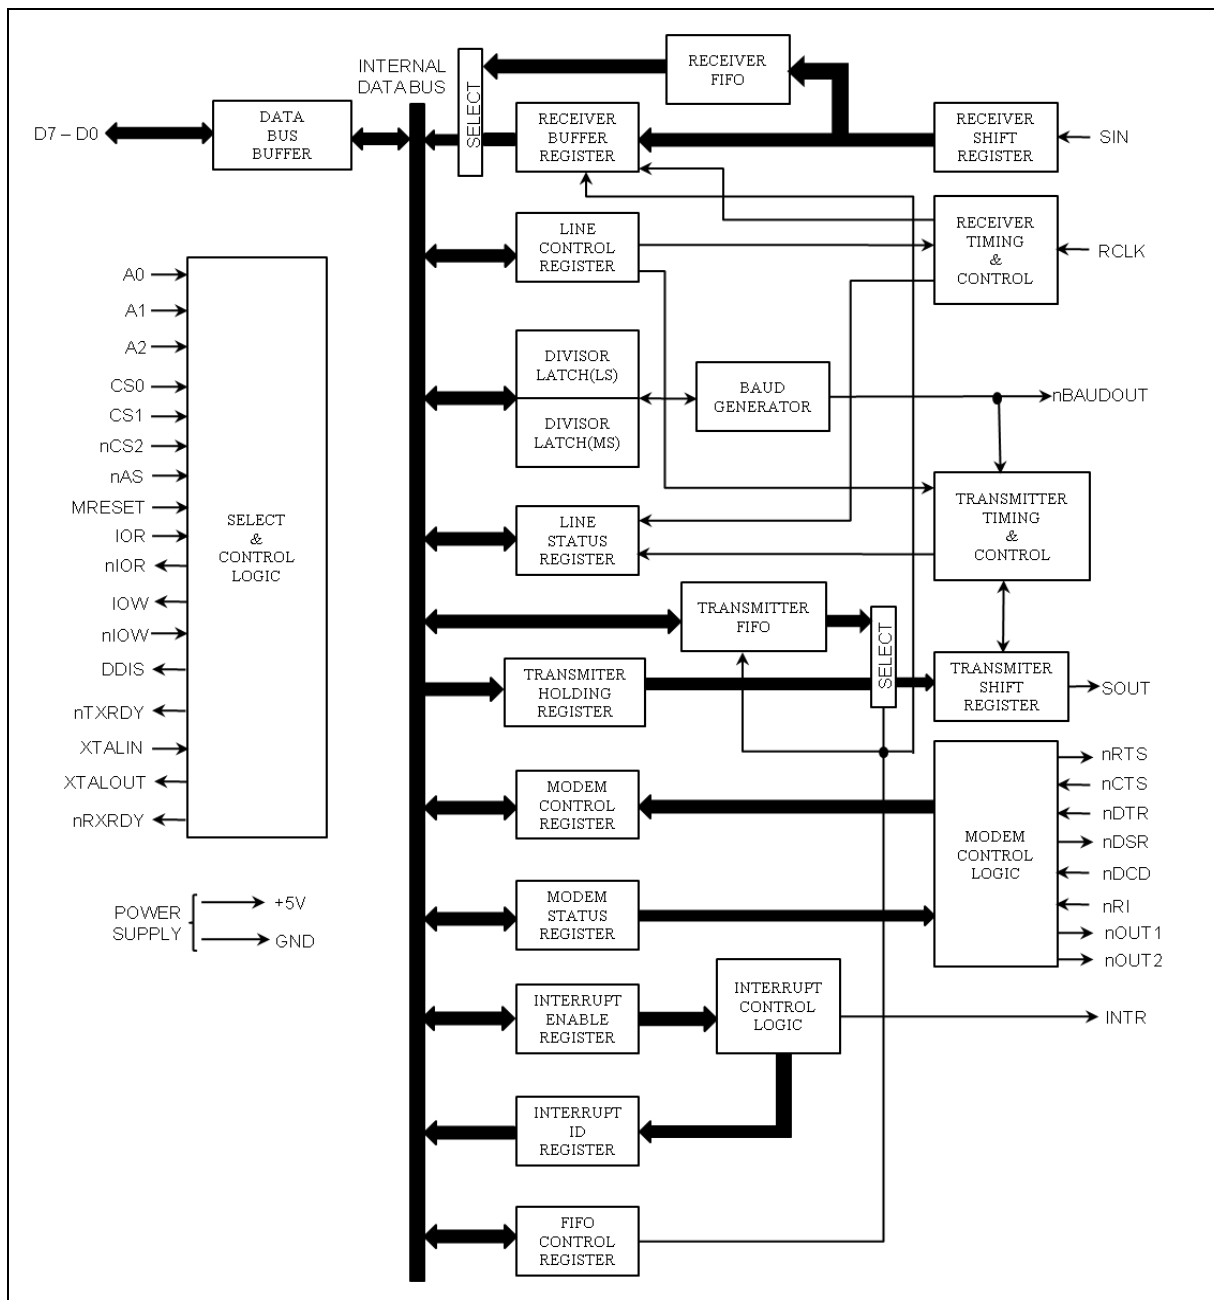 RECEIVER
FIFO
INTERNAL
DATABUS
SELECT
D7 – D0
DATA
BUS
BUFFER
RECEIVER
BUFFER
REGISTER
RECEIVER
SHIFT
REGISTER
SIN
LINE
CONTROL
REGISTER
RECEIVER
TIMING
&
CONTROL
RCLK
A0
A1
A2
CS0
CS1
nCS2
nAS
MRESET
IOR
nIOR
IOW
nIOW
DDIS
nTXRDY
XTALIN
XTALOUT
nRXRDY
SELECT
&
CONTROL
LOGIC
DIVISOR
LATCH(LS)
DIVISOR
LATCH(MS)
BAUD
GENERATOR
nBAUDOUT
LINE
STATUS
REGISTER
TRANSMITTER
TIMING
&
CONTROL
TRANSMITTER
FIFO
SELECT
TRANSMITER
HOLDING
REGISTER
TRANSMITER
SHIFT
REGISTER
SOUT
MODEM
CONTROL
REGISTER
MODEM
CONTROL
LOGIC
nRTS
nCTS
nDTR
nDSR
nDCD
nRI
nOUT1
nOUT2
POWER
SUPPLY
+5V
GND
MODEM
STATUS
REGISTER
INTERRUPT
ENABLE
REGISTER
INTERRUPT
CONTROL
LOGIC
INTR
INTERRUPT
ID
REGISTER
FIFO
CONTROL
REGISTER